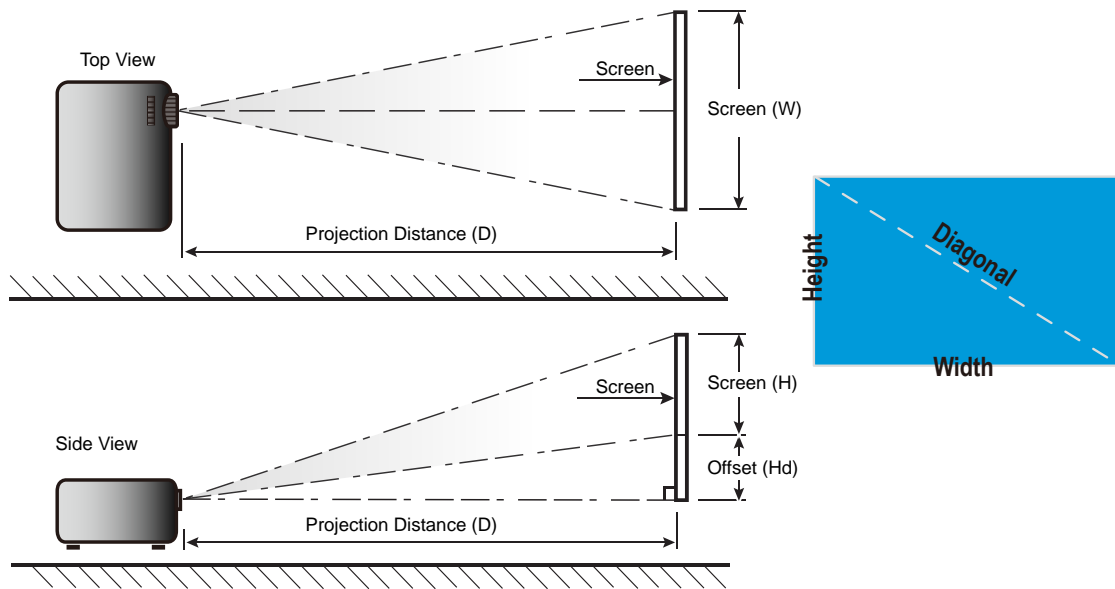 Top View
Screen
Screen (W)
Projection Distance (D)
Height
Diagonal
Width
Screen
Screen (H)
Side View
Offset (Hd)
Projection Distance (D)